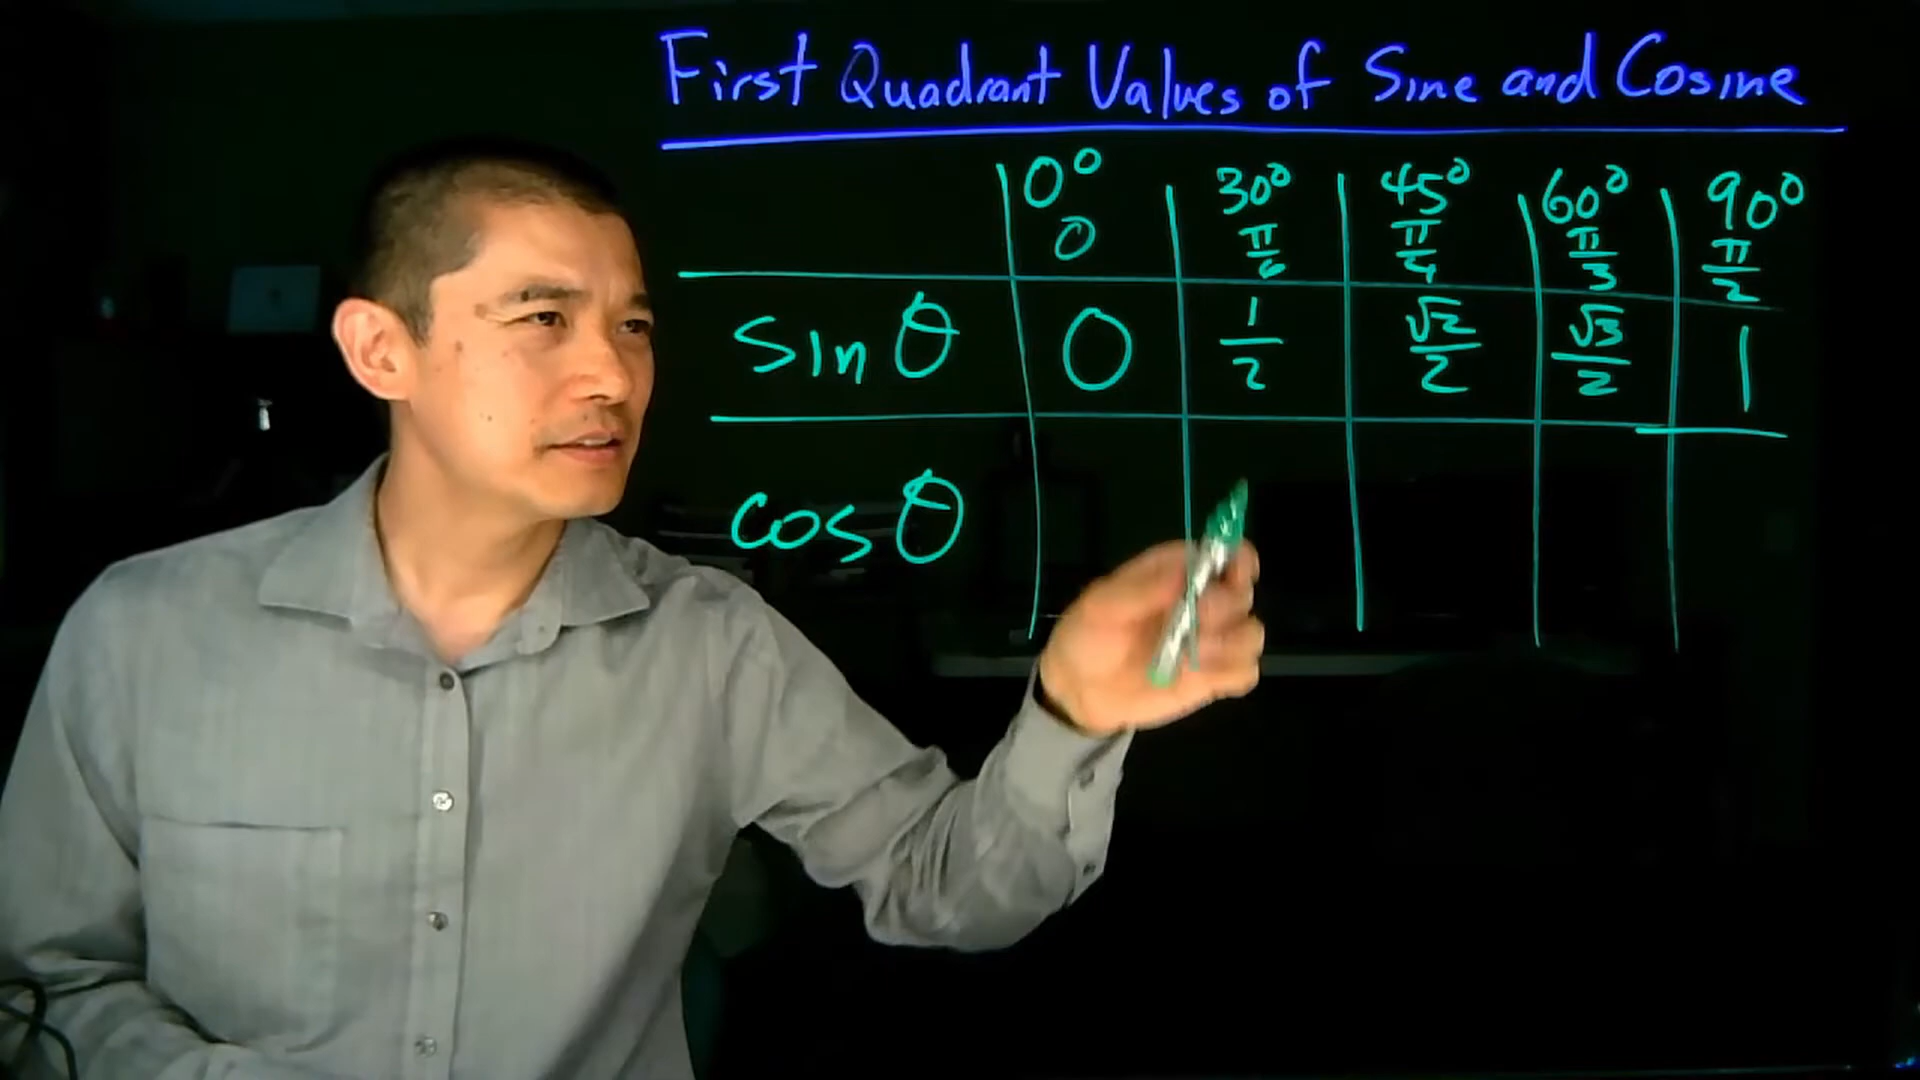 First Quadrant Values of Sine and Cosine
0° 30° 45° 60° 90°
0 π/6 π/4 π/3 π/2
sin θ 0 1/2 √2/2 √3/2 1
cos θ